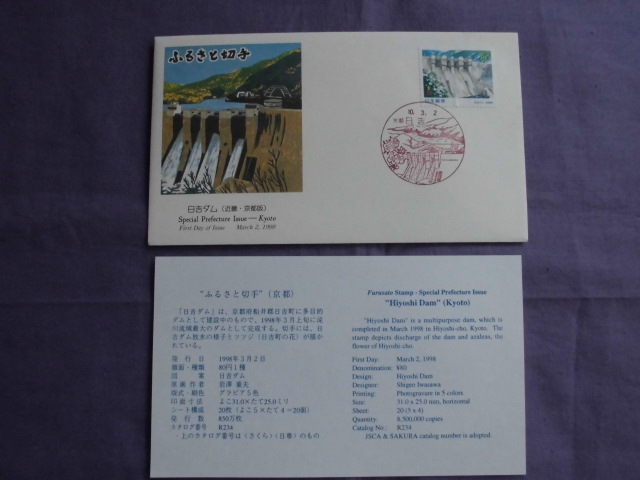 ふるさと切手
日本郵便
10.3.2
京都
日吉
日吉ダム (近畿・京都版)
Special Prefecture Issue — Kyoto
First Day of Issue March 2, 1998
"ふるさと切手" (京都)
「日吉ダム」は、京都府船井郡日吉町に多目的
ダムとして建設中のもので、1998年3月上旬に淀
川流域最大のダムとして完成する。切手には、日
吉ダム放水の様子とツツジ（日吉町の花）が描か
れている。
発行日 1998年3月2日
額面・種類 80円1種
図案 日吉ダム
原画作者 岩澤 重夫
版式・刷色 グラビア5色
印面寸法 よこ31.0×たて25.0ミリ
シート構成 20枚（よこ5×たて4＝20面）
発行数 850万枚
カタログ番号 R234
上のカタログ番号は（さくら）（日専）のもの
Furusato Stamp - Special Prefecture Issue
"Hiyoshi Dam" (Kyoto)
"Hiyoshi Dam" is a multipurpose dam, which is
completed in March 1998 in Hiyoshi-cho, Kyoto. The
stamp depicts discharge of the dam and azaleas, the
flower of Hiyoshi-cho.
First Day: March 2, 1998
Denomination: ¥80
Design: Hiyoshi Dam
Designer: Shigeo Iwasawa
Printing: Photogravure in 5 colors
Size: 31.0 x 25.0 mm, horizontal
Sheet: 20 (5 x 4)
Quantity: 8,500,000 copies
Catalog No.: R234
JSCA & SAKURA catalog number is adopted.